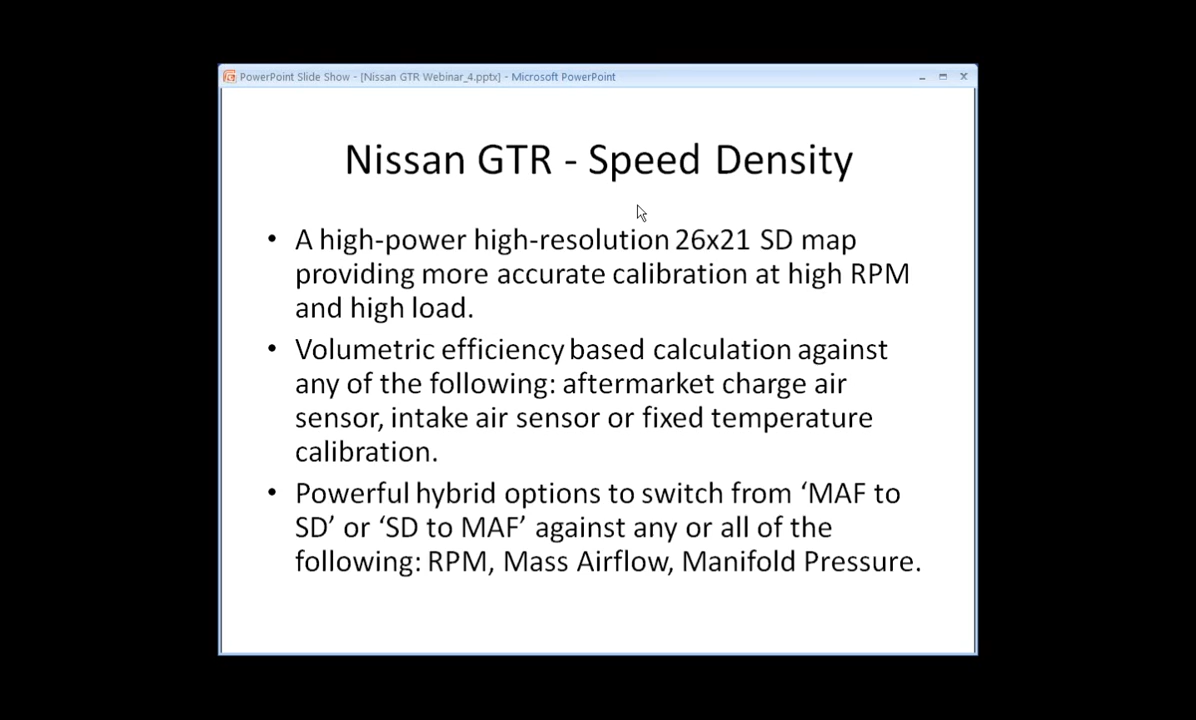 PowerPoint Slide Show - [Nissan GTR Webinar_4.pptx] - Microsoft PowerPoint
Nissan GTR - Speed Density
• A high-power high-resolution 26x21 SD map
providing more accurate calibration at high RPM
and high load.
• Volumetric efficiency based calculation against
any of the following: aftermarket charge air
sensor, intake air sensor or fixed temperature
calibration.
• Powerful hybrid options to switch from ‘MAF to
SD’ or ‘SD to MAF’ against any or all of the
following: RPM, Mass Airflow, Manifold Pressure.